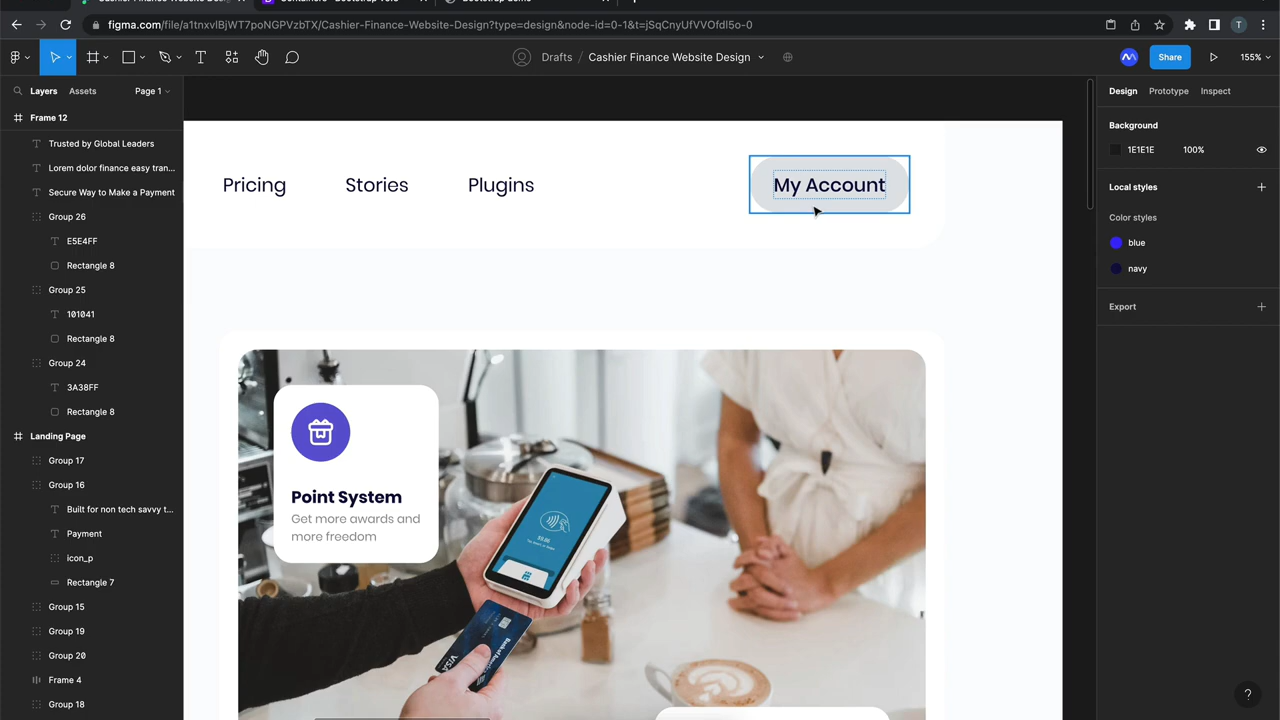 figma.com/file/a1tnxvlBjWT7poNGPVzbTX/Cashier-Finance-Website-Design?type=design&node-id=0-1&t=jSqCnyUfVVOfdI5o-0
T
Drafts / Cashier Finance Website Design
Share
155%
Layers
Assets
Page 1
Frame 12
Trusted by Global Leaders
Lorem dolor finance easy tran...
Secure Way to Make a Payment
Group 26
E5E4FF
Rectangle 8
Group 25
101041
Rectangle 8
Group 24
3A38FF
Rectangle 8
Landing Page
Group 17
Group 16
Built for non tech savvy t...
Payment
icon_p
Rectangle 7
Group 15
Group 19
Group 20
Frame 4
Group 18
Pricing
Stories
Plugins
My Account
Point System
Get more awards and
more freedom
VISA
Design
Prototype
Inspect
Background
1E1E1E
100%
Local styles
Color styles
blue
navy
Export
?